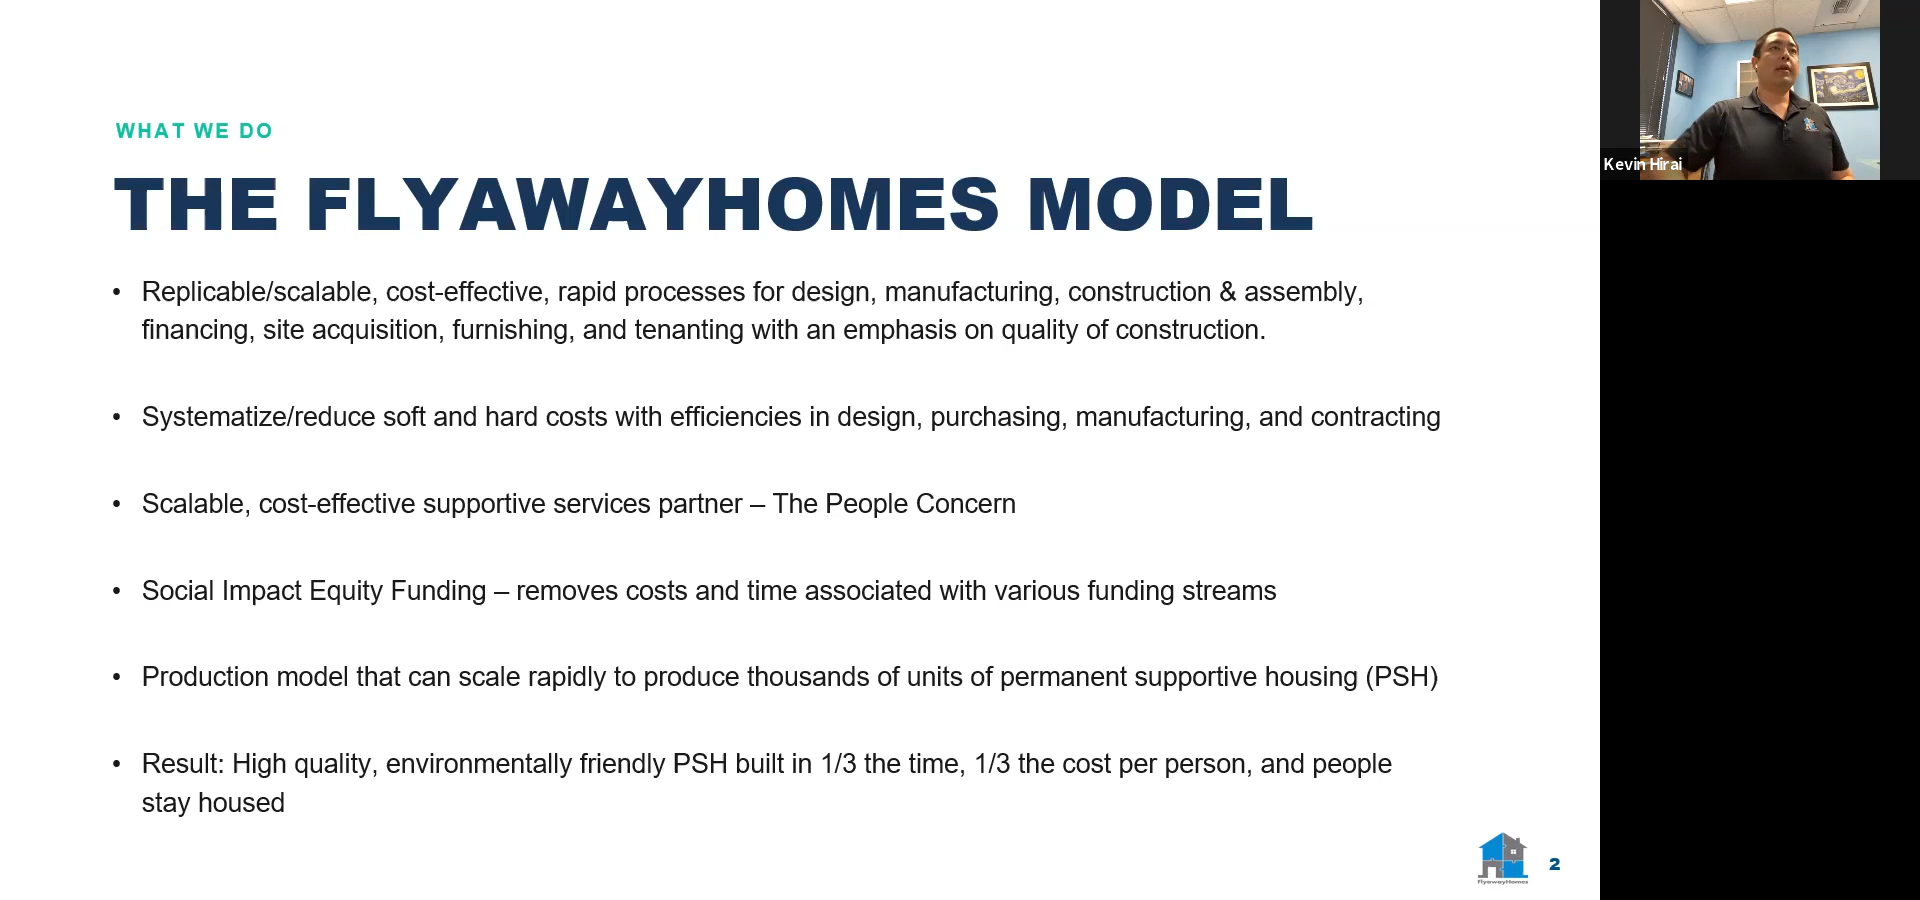 WHAT WE DO
THE FLYAWAYHOMES MODEL
• Replicable/scalable, cost-effective, rapid processes for design, manufacturing, construction & assembly,
financing, site acquisition, furnishing, and tenanting with an emphasis on quality of construction.
• Systematize/reduce soft and hard costs with efficiencies in design, purchasing, manufacturing, and contracting
• Scalable, cost-effective supportive services partner – The People Concern
• Social Impact Equity Funding – removes costs and time associated with various funding streams
• Production model that can scale rapidly to produce thousands of units of permanent supportive housing (PSH)
• Result: High quality, environmentally friendly PSH built in 1/3 the time, 1/3 the cost per person, and people
stay housed
FlyawayHomes
2
Kevin Hirai